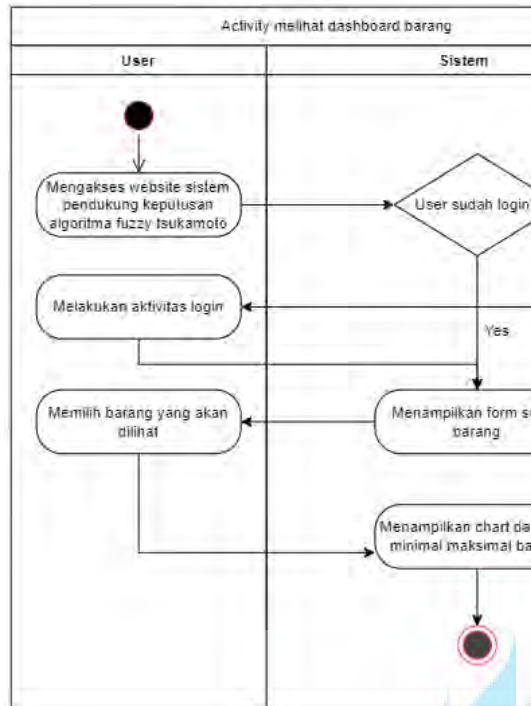 Activity melihat dashboard barang
User
Sistem
Mengakses website sistem
pendukung keputusan
algoritma fuzzy tsukamoto
User sudah login
Melakukan aktivitas login
Yes
Memilih barang yang akan
dilihat
Menampilkan form
barang
Menampilkan chart
minimal maksimal